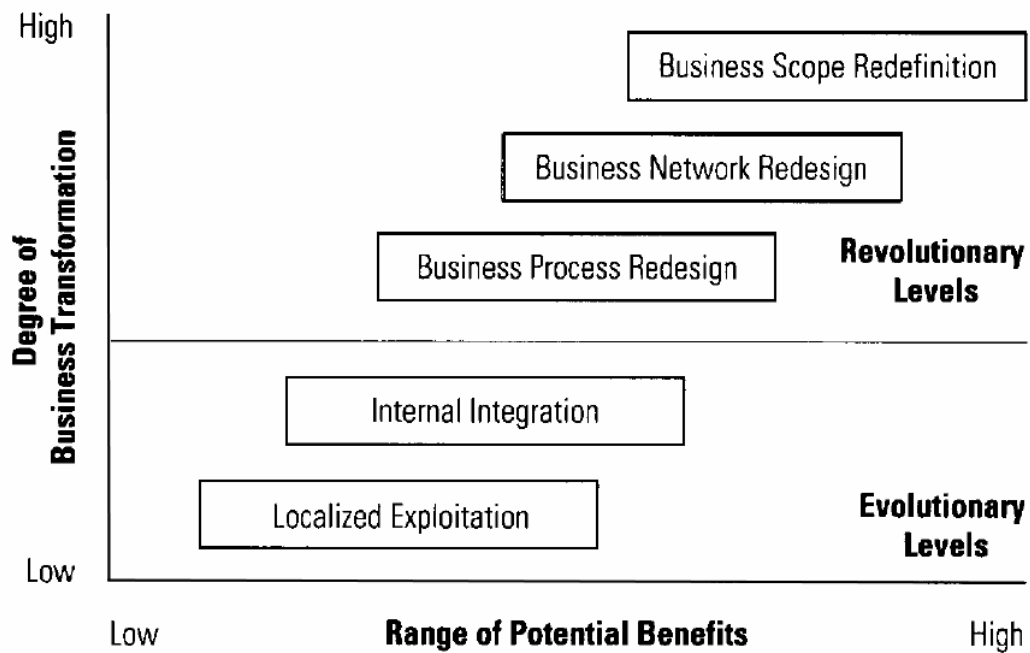 High
Business Scope Redefinition
Business Network Redesign
Business Process Redesign
Revolutionary
Levels
Degree of
Business Transformation
Internal Integration
Localized Exploitation
Evolutionary
Levels
Low
Low
Range of Potential Benefits
High